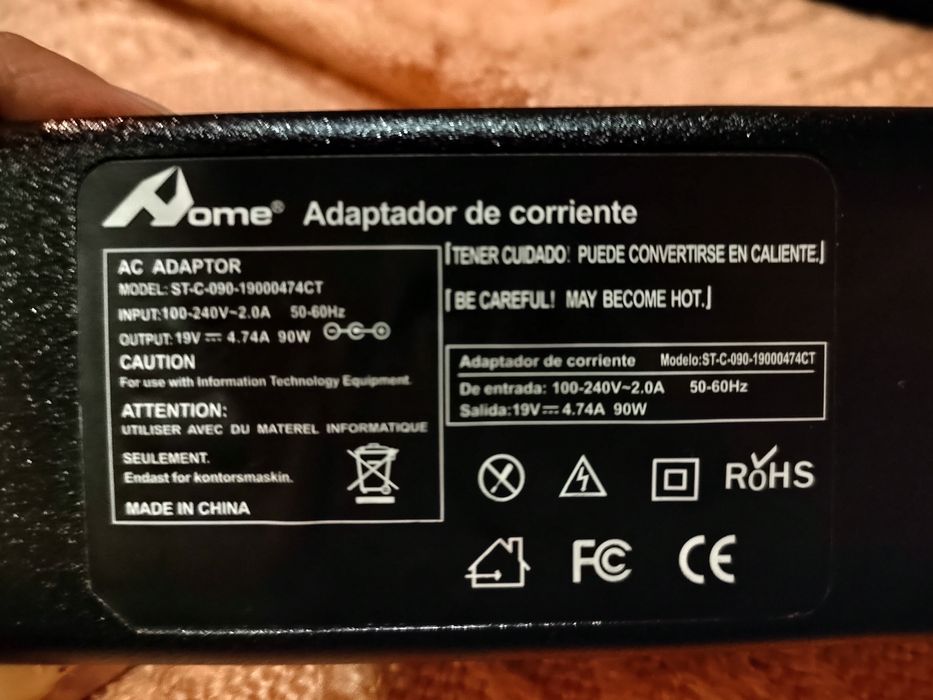 ome® Adaptador de corriente
AC ADAPTOR
MODEL: ST-C-090-19000474CT
INPUT:100-240V~2.0A 50-60Hz
OUTPUT: 19V⎓4.74A 90W
CAUTION
For use with Information Technology Equipment.
ATTENTION:
UTILISER AVEC DU MATEREL INFORMATIQUE
SEULEMENT.
Endast for kontorsmaskin.
MADE IN CHINA
[TENER CUIDADO: PUEDE CONVERTIRSE EN CALIENTE.]
[BE CAREFUL! MAY BECOME HOT.]
Adaptador de corriente Modelo:ST-C-090-19000474CT
De entrada: 100-240V~2.0A 50-60Hz
Salida:19V⎓4.74A 90W
RoHS
FC CE